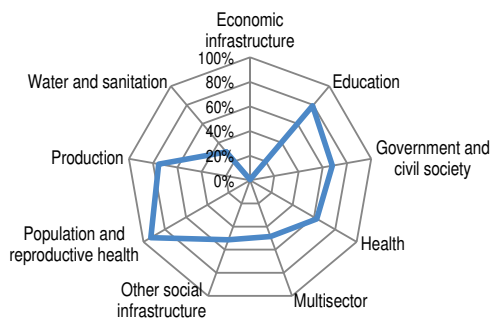 Economic
infrastructure
100%
80%
60%
40%
20%
0%
Education
Government and
civil society
Health
Multisector
Other social
infrastructure
Population and
reproductive health
Production
Water and sanitation